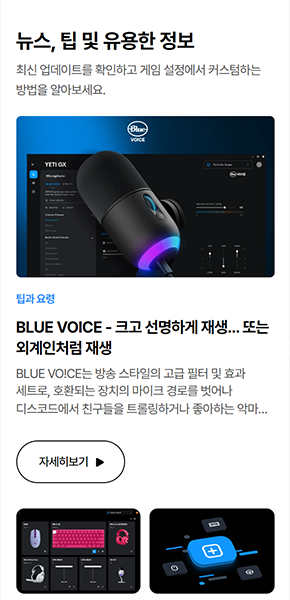 뉴스, 팁 및 유용한 정보
최신 업데이트를 확인하고 게임 설정에서 커스텀하는
방법을 알아보세요.
Blue
VO!CE
YETI GX
Microphone
팁과 요령
BLUE VOICE - 크고 선명하게 재생... 또는
외계인처럼 재생
BLUE VO!CE는 방송 스타일의 고급 필터 및 효과
세트로, 호환되는 장치의 마이크 경로를 벗어나
디스코드에서 친구들을 트롤링하거나 좋아하는 악마...
자세히보기